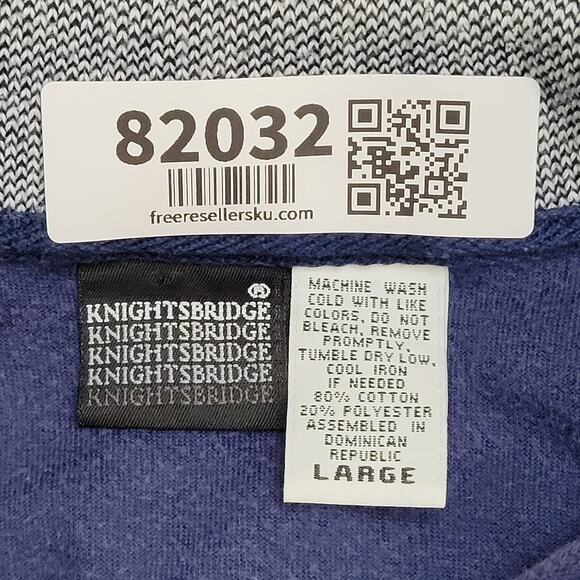 82032
freeresellersku.com
®
KNIGHTSBRIDGE
KNIGHTSBRIDGE
KNIGHTSBRIDGE
KNIGHTSBRIDGE
KNIGHTSBRIDGE
MACHINE WASH
COLD WITH LIKE
COLORS, DO NOT
BLEACH, REMOVE
PROMPTLY,
TUMBLE DRY LOW,
COOL IRON
IF NEEDED
80% COTTON
20% POLYESTER
ASSEMBLED IN
DOMINICAN
REPUBLIC
LARGE